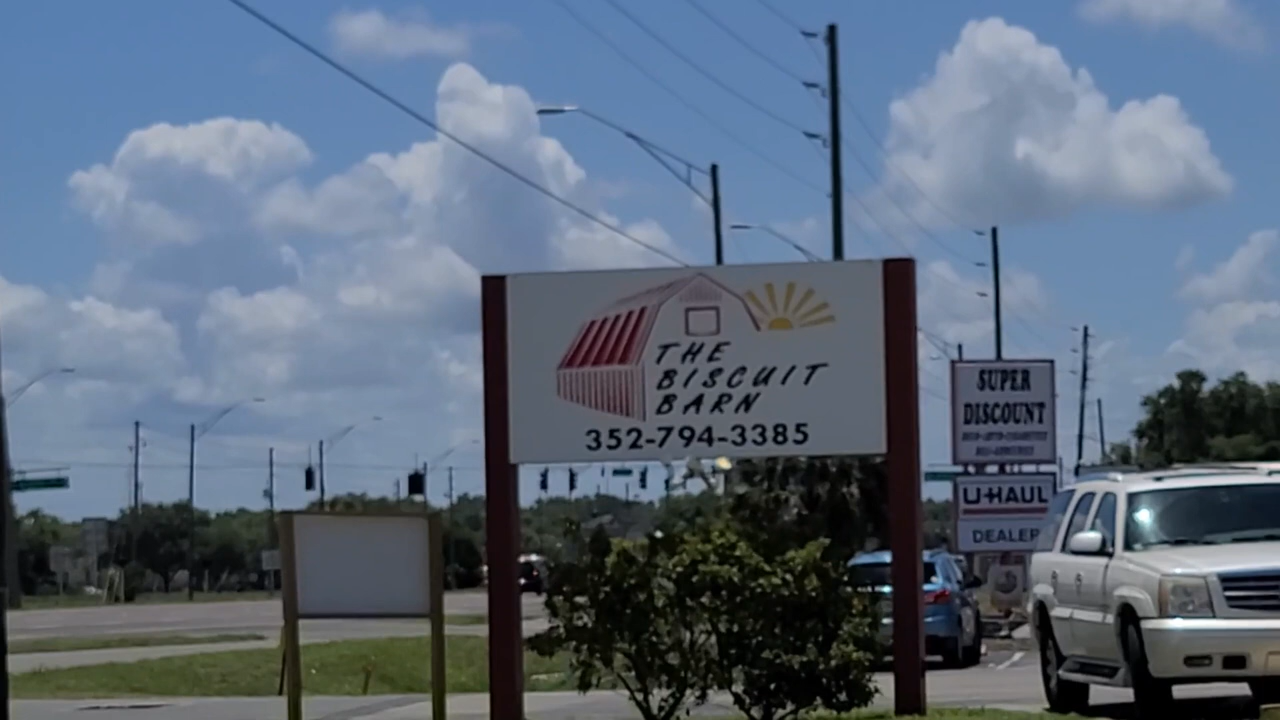 THE
BISCUIT
BARN
352-794-3385
SUPER
DISCOUNT
U-HAUL
DEALER